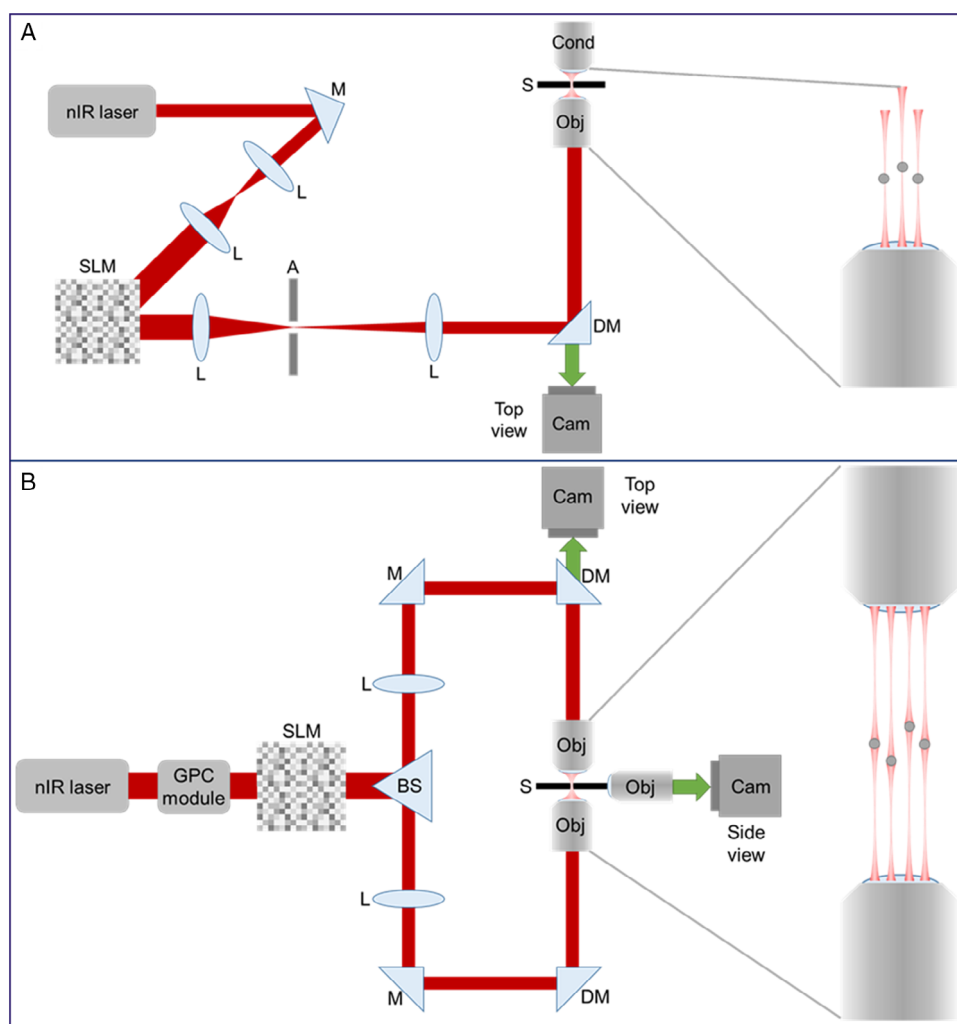 A
nIR laser
M
L
L
SLM
L
A
L
Cond
S
Obj
DM
Top
view
Cam
B
Cam
Top
view
M
DM
L
SLM
nIR laser
GPC
module
BS
Obj
S
Obj
Cam
Obj
Side
view
L
M
DM